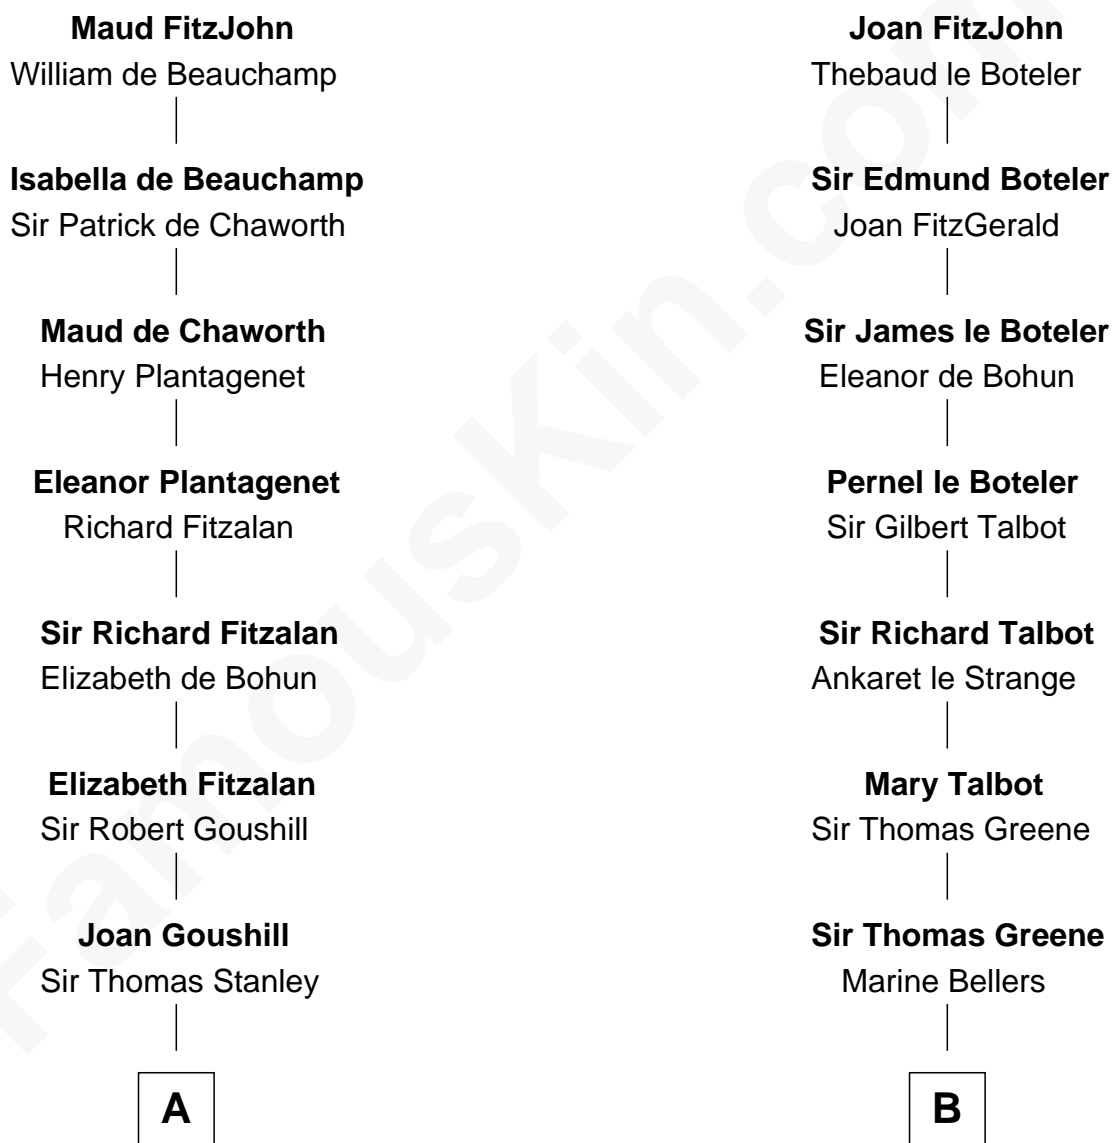 Maud FitzJohn
William de Beauchamp
Isabella de Beauchamp
Sir Patrick de Chaworth
Maud de Chaworth
Henry Plantagenet
Eleanor Plantagenet
Richard Fitzalan
Sir Richard Fitzalan
Elizabeth de Bohun
Elizabeth Fitzalan
Sir Robert Goushill
Joan Goushill
Sir Thomas Stanley
A
Joan FitzJohn
Thebaud le Boteler
Sir Edmund Boteler
Joan FitzGerald
Sir James le Boteler
Eleanor de Bohun
Pernel le Boteler
Sir Gilbert Talbot
Sir Richard Talbot
Ankaret le Strange
Mary Talbot
Sir Thomas Greene
Sir Thomas Greene
Marine Bellers
B
FamousKin.com